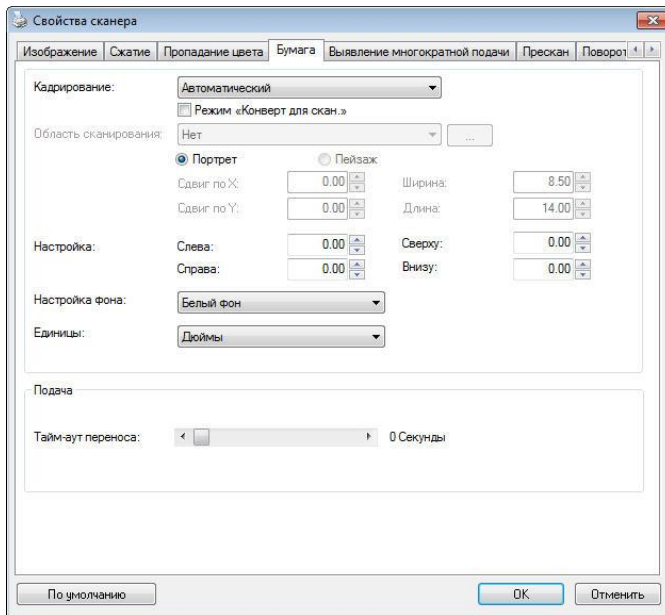 Свойства сканера
Изображение Сжатие Пропадание цвета Бумага Выявление многократной подачи Прескан Поворот
Кадрирование: Автоматический
Режим «Конверт для скан.»
Область сканирования: Нет ...
Портрет Пейзаж
Сдвиг по X: 0.00 Ширина: 8.50
Сдвиг по Y: 0.00 Длина: 14.00
Настройка: Слева: 0.00 Сверху: 0.00
Справа: 0.00 Внизу: 0.00
Настройка фона: Белый фон
Единицы: Дюймы
Подача
Тайм-аут переноса: 0 Секунды
По умолчанию OK Отменить